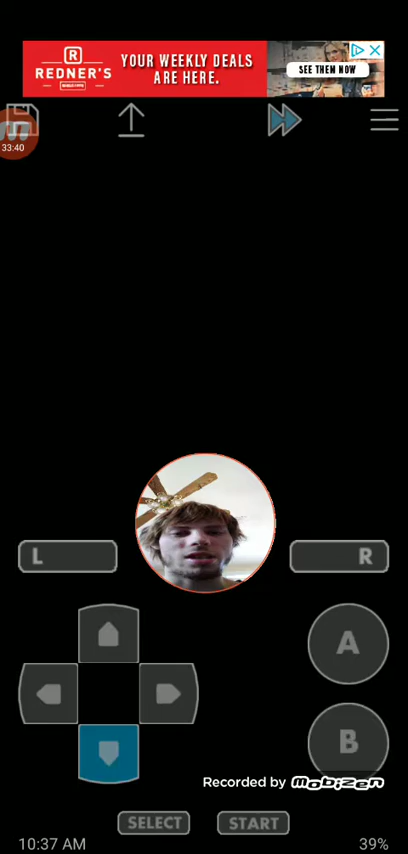 R
REDNER'S
YOUR WEEKLY DEALS
ARE HERE.
SEE THEM NOW
33:40
L
R
A
B
Recorded by mobizen
SELECT
START
10:37 AM
39%